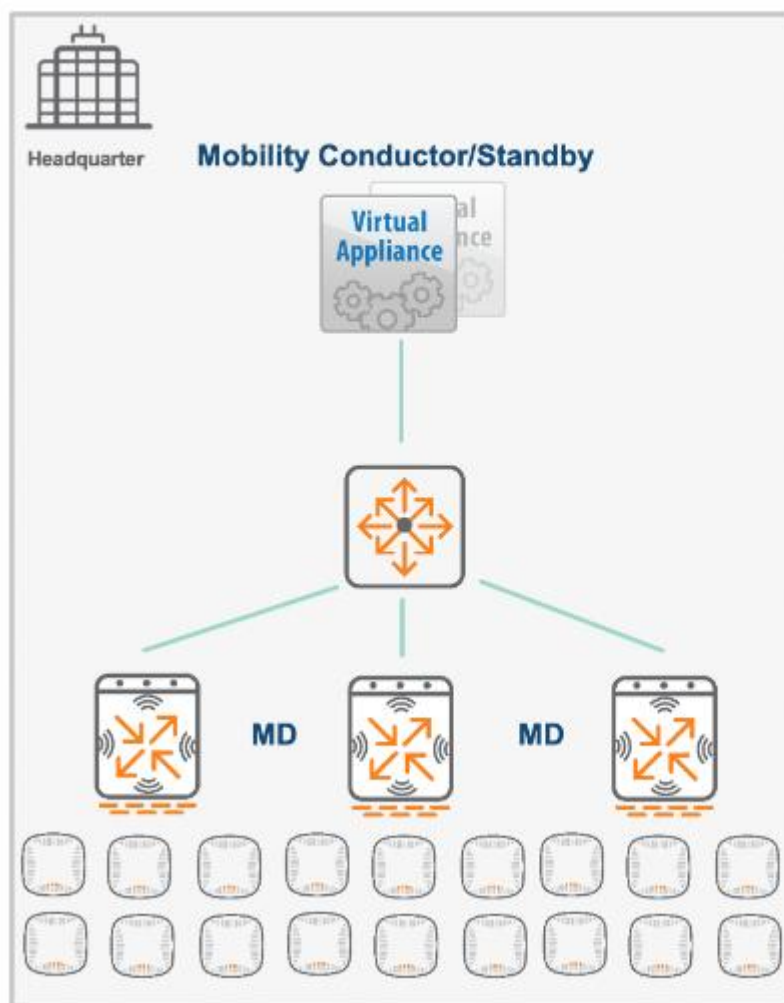 Headquarter
Mobility Conductor/Standby
Virtual
Appliance
MD
MD